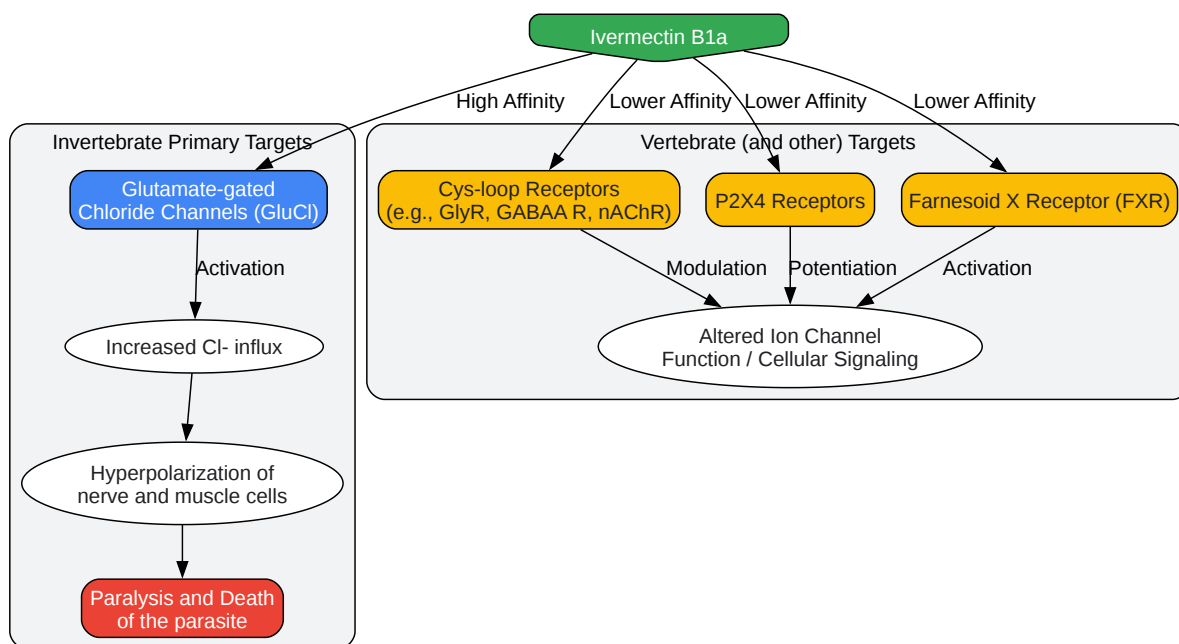 Ivermectin B1a
High Affinity
Lower Affinity
Lower Affinity
Lower Affinity
Invertebrate Primary Targets
Vertebrate (and other) Targets
Glutamate-gated
Chloride Channels (GluCl)
Cys-loop Receptors
(e.g., GlyR, GABAA R, nAChR)
P2X4 Receptors
Farnesoid X Receptor (FXR)
Activation
Modulation
Potentiation
Activation
Increased Cl- influx
Altered Ion Channel
Function / Cellular Signaling
Hyperpolarization of
nerve and muscle cells
Paralysis and Death
of the parasite